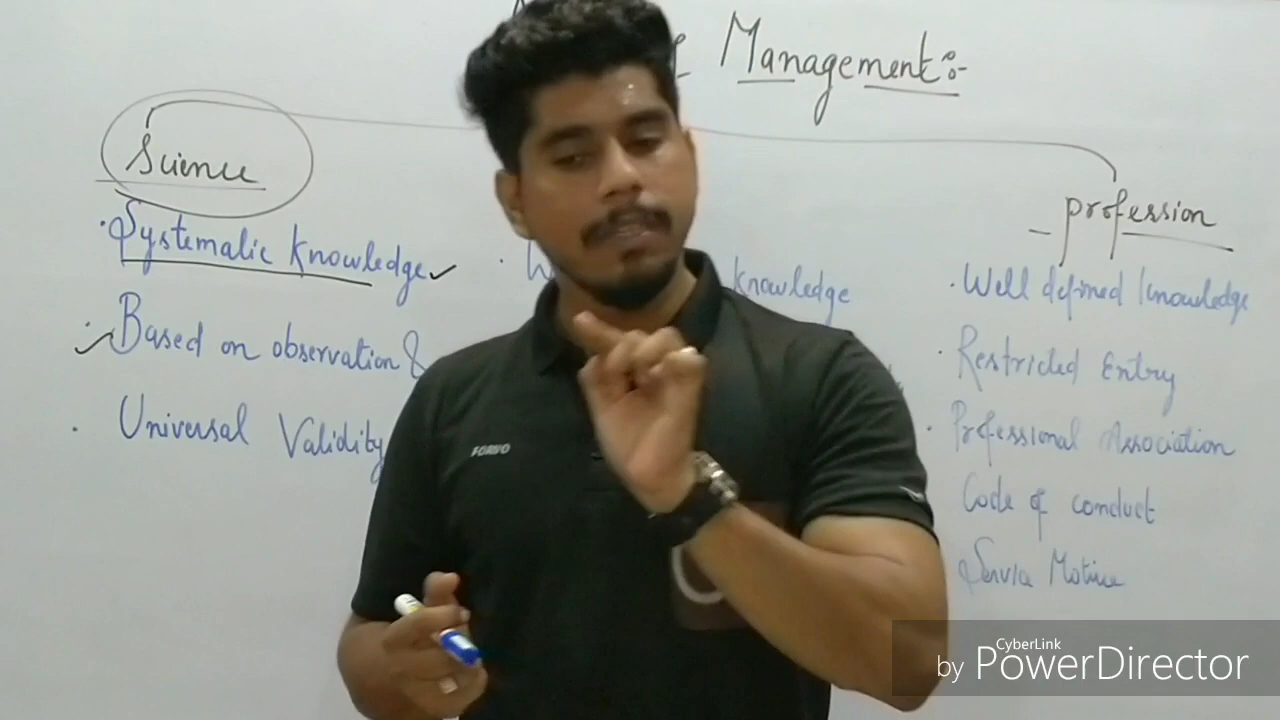 Management:-
Science
profession
. Systematic knowledge ✓
. Based on observation &
. Universal Validity
knowledge
. Well defined knowledge
. Restricted Entry
. Professional Association
Code of conduct
Service Motive
FORVO
CyberLink
by PowerDirector